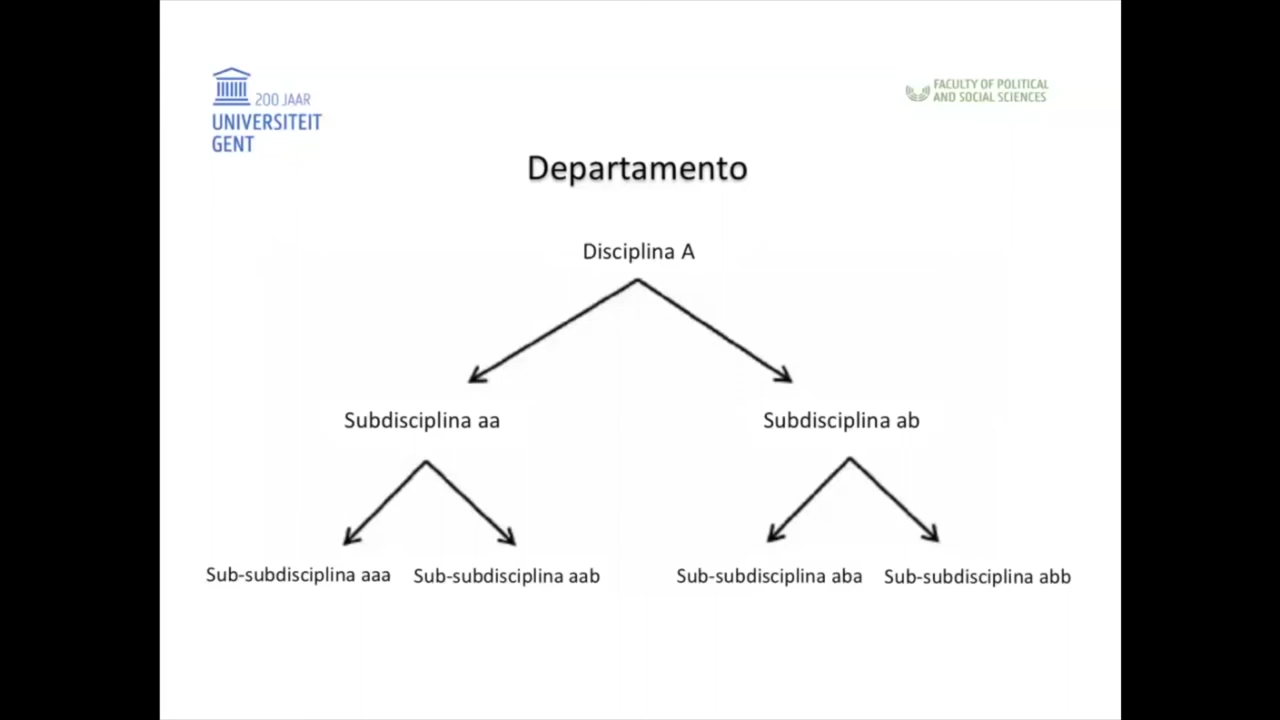 200 JAAR
UNIVERSITEIT
GENT
FACULTY OF POLITICAL
AND SOCIAL SCIENCES
Departamento
Disciplina A
Subdisciplina aa
Subdisciplina ab
Sub-subdisciplina aaa
Sub-subdisciplina aab
Sub-subdisciplina aba
Sub-subdisciplina abb